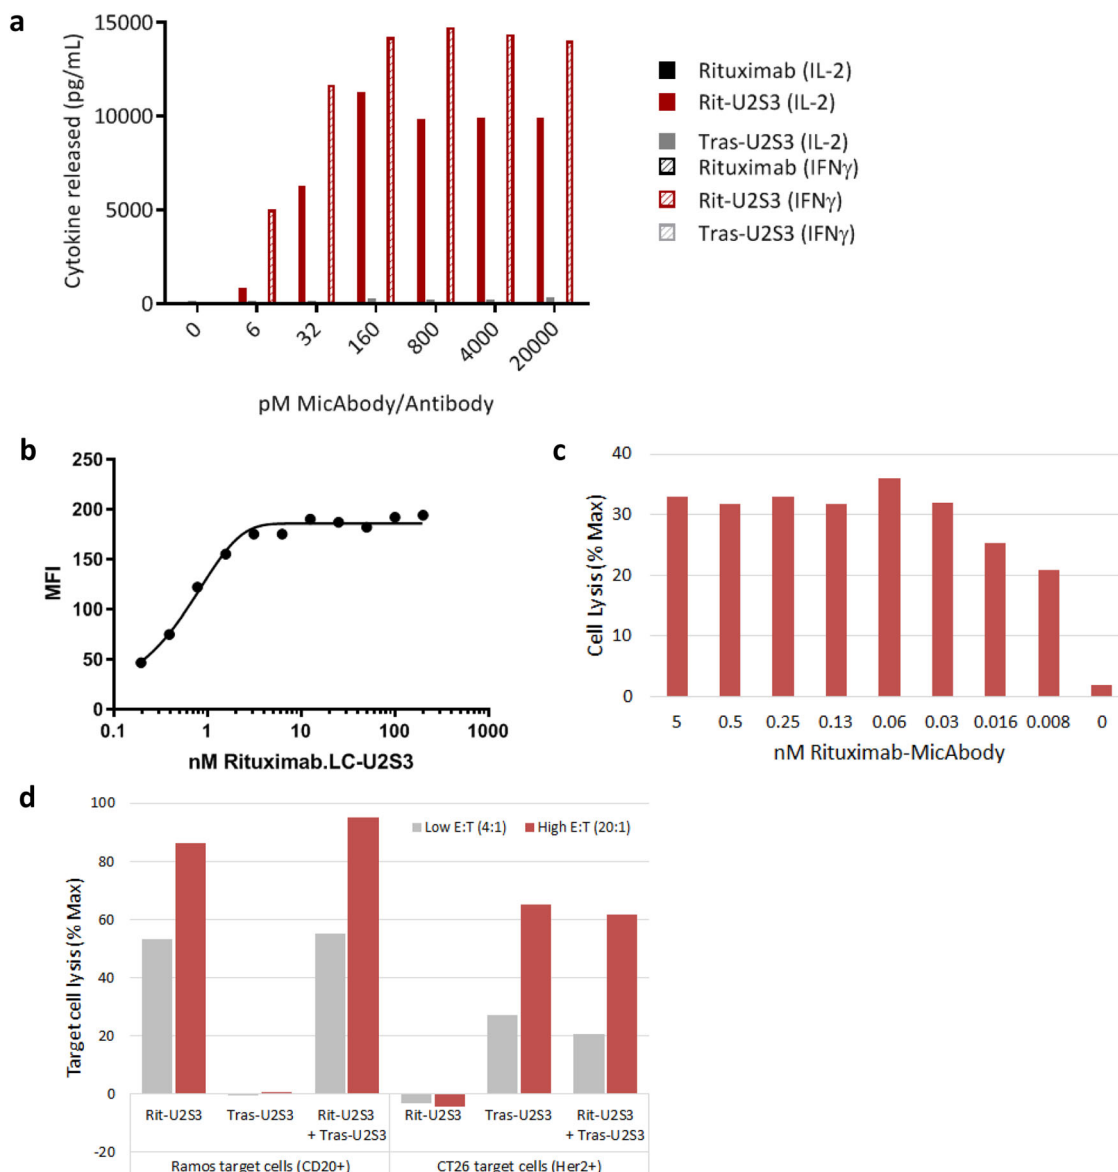 a
Cytokine released (pg/mL)
15000
10000
5000
0
0 6 32 160 800 4000 20000
pM MicAbody/Antibody
Rituximab (IL-2)
Rit-U2S3 (IL-2)
Tras-U2S3 (IL-2)
Rituximab (IFNγ)
Rit-U2S3 (IFNγ)
Tras-U2S3 (IFNγ)
b
MFI
250
200
150
100
50
0
0.1 1 10 100 1000
nM Rituximab.LC-U2S3
c
Cell Lysis (% Max)
40
30
20
10
0
5 0.5 0.25 0.13 0.06 0.03 0.016 0.008 0
nM Rituximab-MicAbody
d
Target cell lysis (% Max)
100
80
60
40
20
0
-20
Low E:T (4:1) High E:T (20:1)
Rit-U2S3 Tras-U2S3 Rit-U2S3 Rit-U2S3 Tras-U2S3 Rit-U2S3
+ Tras-U2S3 + Tras-U2S3
Ramos target cells (CD20+) CT26 target cells (Her2+)